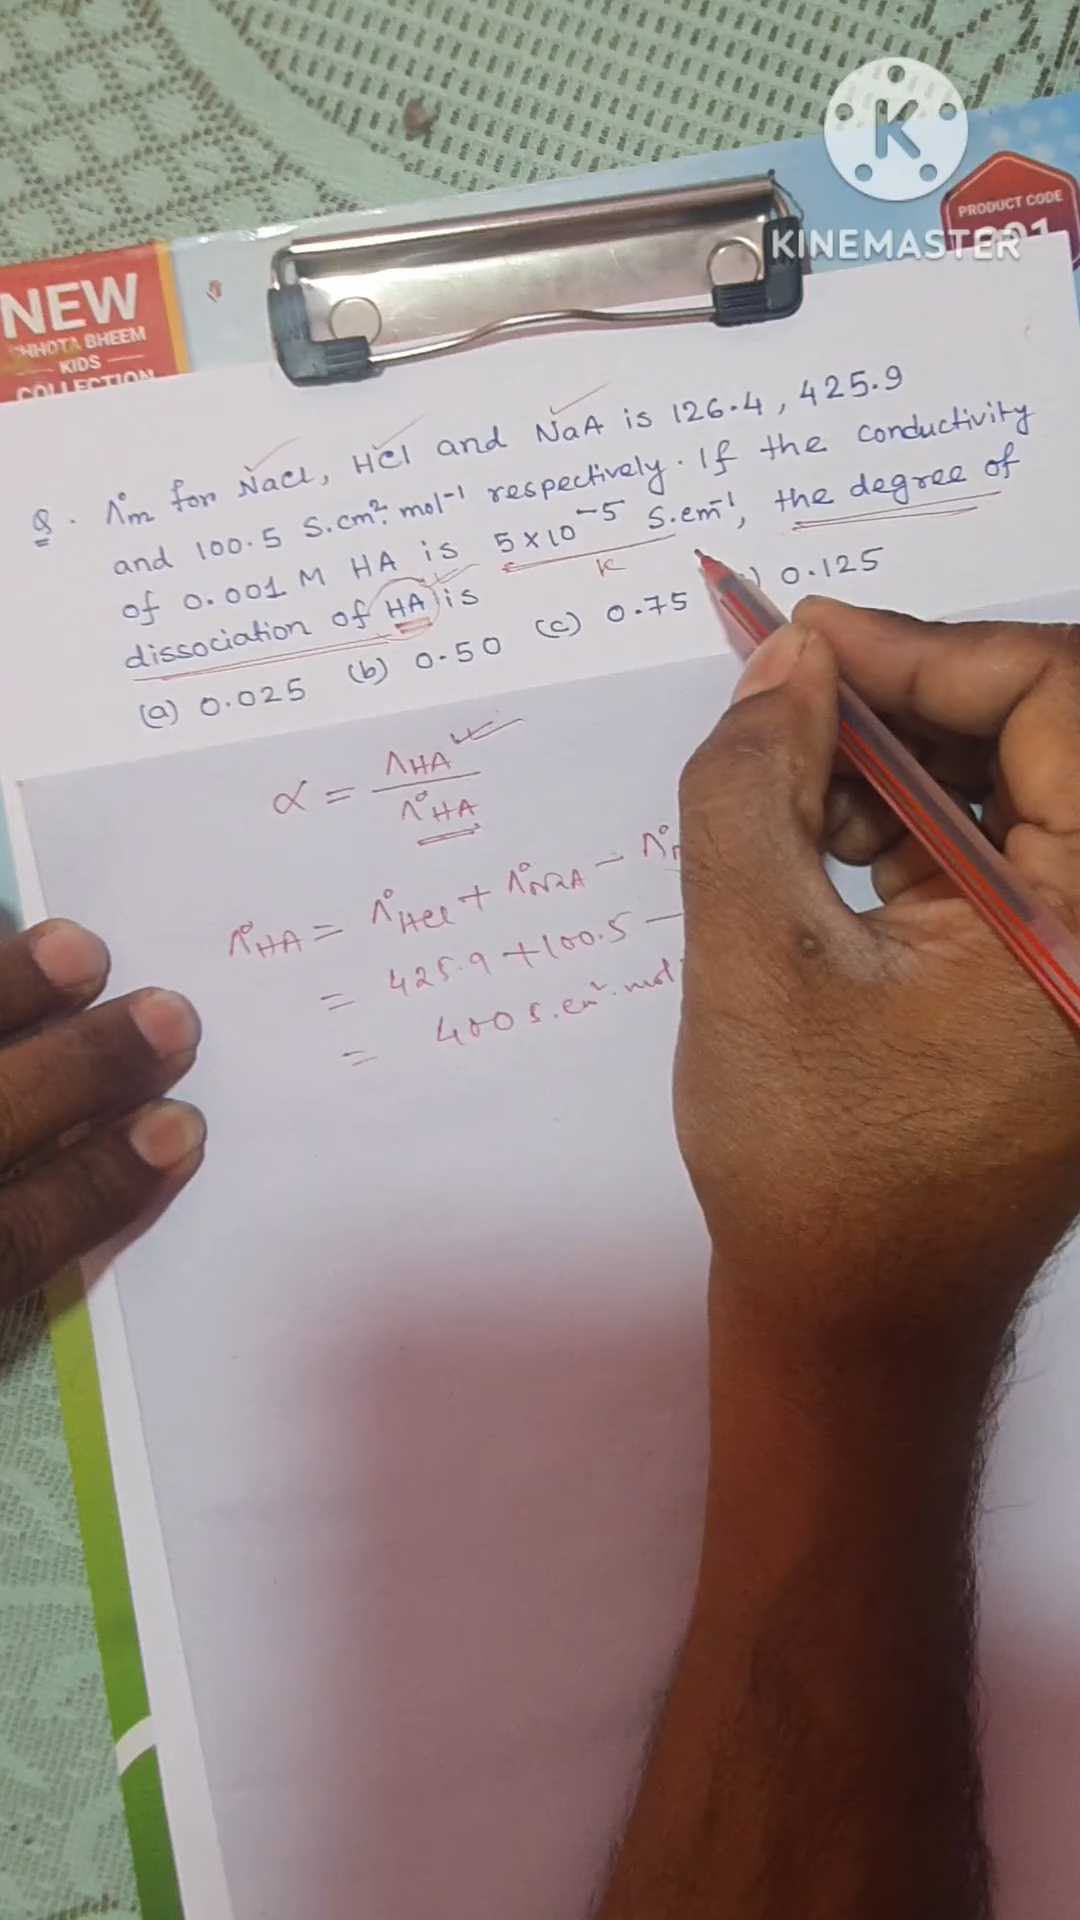 K
KINEMASTER
PRODUCT CODE
NEW
CHHOTA BHEEM
KIDS
COLLECTION
Q. Λ°m for NaCl, HCl and NaA is 126.4, 425.9
and 100.5 S.cm². mol⁻¹ respectively. If the conductivity
of 0.001 M HA is 5×10⁻⁵ S.cm⁻¹, the degree of
K
dissociation of HA is
(a) 0.025 (b) 0.50 (c) 0.75 ) 0.125
α = ΛHA / Λ°HA
Λ°HA = Λ°HCl + Λ°NaA − Λ°
= 425.9 + 100.5 −
= 400 S.cm². mol